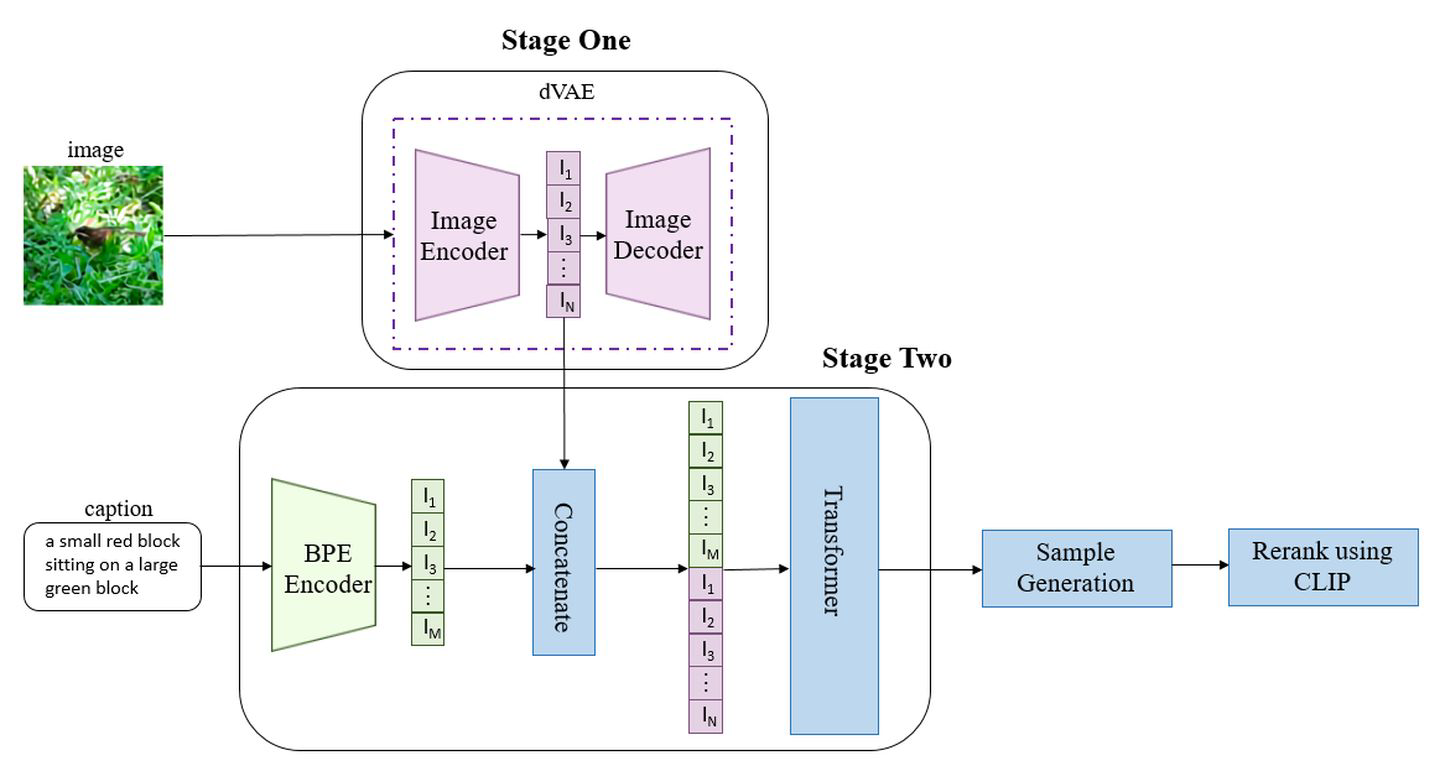 Stage One
dVAE
image
Image
Encoder
I1
I2
I3
⋮
IN
Image
Decoder
Stage Two
caption
a small red block
sitting on a large
green block
BPE
Encoder
I1
I2
I3
⋮
IM
Concatenate
I1
I2
I3
⋮
IM
I1
I2
I3
⋮
IN
Transformer
Sample
Generation
Rerank using
CLIP